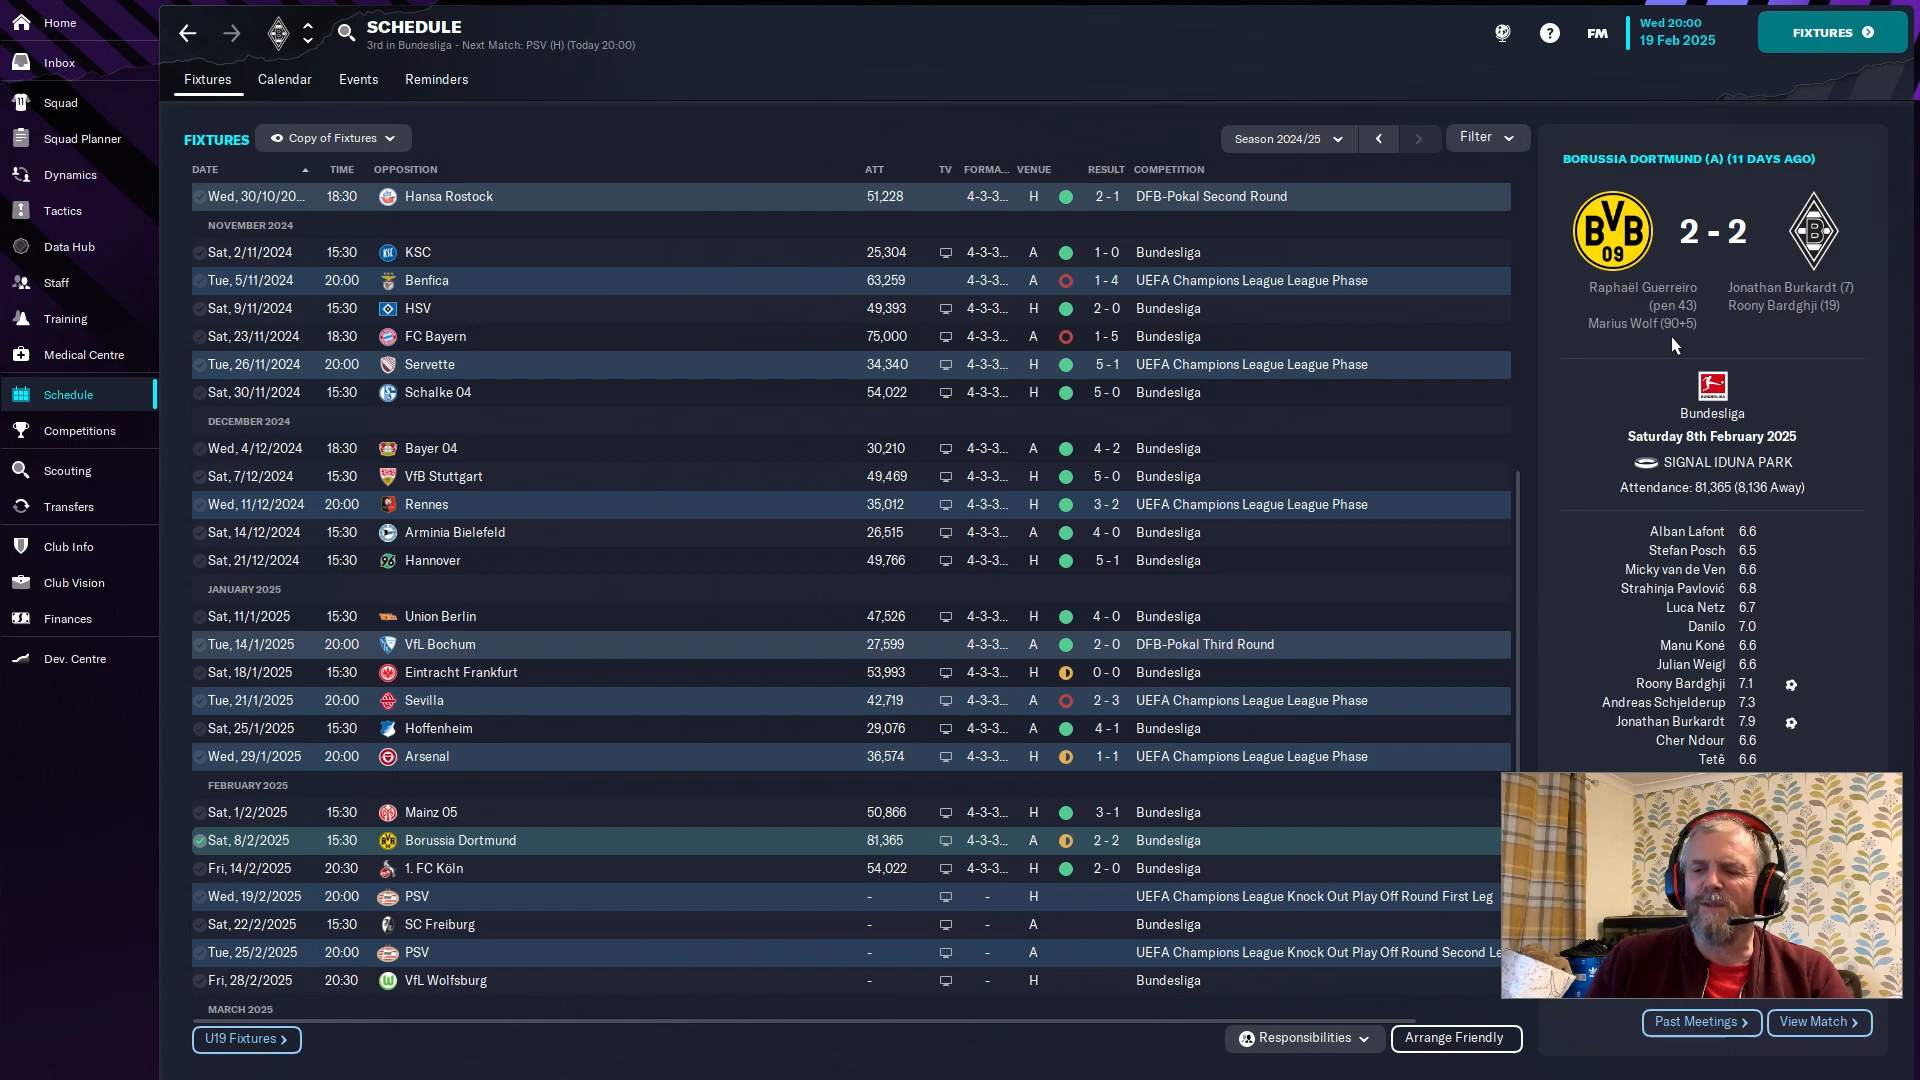 Home
Inbox
Squad
Squad Planner
Dynamics
Tactics
Data Hub
Staff
Training
Medical Centre
Schedule
Competitions
Scouting
Transfers
Club Info
Club Vision
Finances
Dev. Centre
SCHEDULE
3rd in Bundesliga - Next Match: PSV (H) (Today 20:00)
FM
Wed 20:00
19 Feb 2025
FIXTURES
Fixtures Calendar Events Reminders
FIXTURES Copy of Fixtures Season 2024/25 Filter
DATE TIME OPPOSITION ATT TV FORMA... VENUE RESULT COMPETITION
Wed, 30/10/20... 18:30 Hansa Rostock 51,228 4-3-3... H 2 - 1 DFB-Pokal Second Round
NOVEMBER 2024
Sat, 2/11/2024 15:30 KSC 25,304 4-3-3... A 1 - 0 Bundesliga
Tue, 5/11/2024 20:00 Benfica 63,259 4-3-3... A 1 - 4 UEFA Champions League League Phase
Sat, 9/11/2024 15:30 HSV 49,393 4-3-3... H 2 - 0 Bundesliga
Sat, 23/11/2024 18:30 FC Bayern 75,000 4-3-3... A 1 - 5 Bundesliga
Tue, 26/11/2024 20:00 Servette 34,340 4-3-3... H 5 - 1 UEFA Champions League League Phase
Sat, 30/11/2024 15:30 Schalke 04 54,022 4-3-3... H 5 - 0 Bundesliga
DECEMBER 2024
Wed, 4/12/2024 18:30 Bayer 04 30,210 4-3-3... A 4 - 2 Bundesliga
Sat, 7/12/2024 15:30 VfB Stuttgart 49,469 4-3-3... H 5 - 0 Bundesliga
Wed, 11/12/2024 20:00 Rennes 35,012 4-3-3... H 3 - 2 UEFA Champions League League Phase
Sat, 14/12/2024 15:30 Arminia Bielefeld 26,515 4-3-3... A 4 - 0 Bundesliga
Sat, 21/12/2024 15:30 Hannover 49,766 4-3-3... H 5 - 1 Bundesliga
JANUARY 2025
Sat, 11/1/2025 15:30 Union Berlin 47,526 4-3-3... H 4 - 0 Bundesliga
Tue, 14/1/2025 20:00 VfL Bochum 27,599 4-3-3... A 2 - 0 DFB-Pokal Third Round
Sat, 18/1/2025 15:30 Eintracht Frankfurt 53,993 4-3-3... H 0 - 0 Bundesliga
Tue, 21/1/2025 20:00 Sevilla 42,719 4-3-3... A 2 - 3 UEFA Champions League League Phase
Sat, 25/1/2025 15:30 Hoffenheim 29,076 4-3-3... A 4 - 1 Bundesliga
Wed, 29/1/2025 20:00 Arsenal 36,574 4-3-3... H 1 - 1 UEFA Champions League League Phase
FEBRUARY 2025
Sat, 1/2/2025 15:30 Mainz 05 50,866 4-3-3... H 3 - 1 Bundesliga
Sat, 8/2/2025 15:30 Borussia Dortmund 81,365 4-3-3... A 2 - 2 Bundesliga
Fri, 14/2/2025 20:30 1. FC Köln 54,022 4-3-3... H 2 - 0 Bundesliga
Wed, 19/2/2025 20:00 PSV - - H UEFA Champions League Knock Out Play Off Round First Leg
Sat, 22/2/2025 15:30 SC Freiburg - - A Bundesliga
Tue, 25/2/2025 20:00 PSV - - A UEFA Champions League Knock Out Play Off Round Second Le
Fri, 28/2/2025 20:30 VfL Wolfsburg - - H Bundesliga
MARCH 2025
U19 Fixtures Responsibilities Arrange Friendly
BORUSSIA DORTMUND (A) (11 DAYS AGO)
BVB 09
2 - 2
Raphaël Guerreiro (pen 43)
Marius Wolf (90+5)
Jonathan Burkardt (7)
Roony Bardghji (19)
BUNDESLIGA
Bundesliga
Saturday 8th February 2025
SIGNAL IDUNA PARK
Attendance: 81,365 (8,136 Away)
Alban Lafont 6.6
Stefan Posch 6.5
Micky van de Ven 6.6
Strahinja Pavlović 6.8
Luca Netz 6.7
Danilo 7.0
Manu Koné 6.6
Julian Weigl 6.6
Roony Bardghji 7.1
Andreas Schjelderup 7.3
Jonathan Burkardt 7.9
Cher Ndour 6.6
Tetê 6.6
Past Meetings View Match